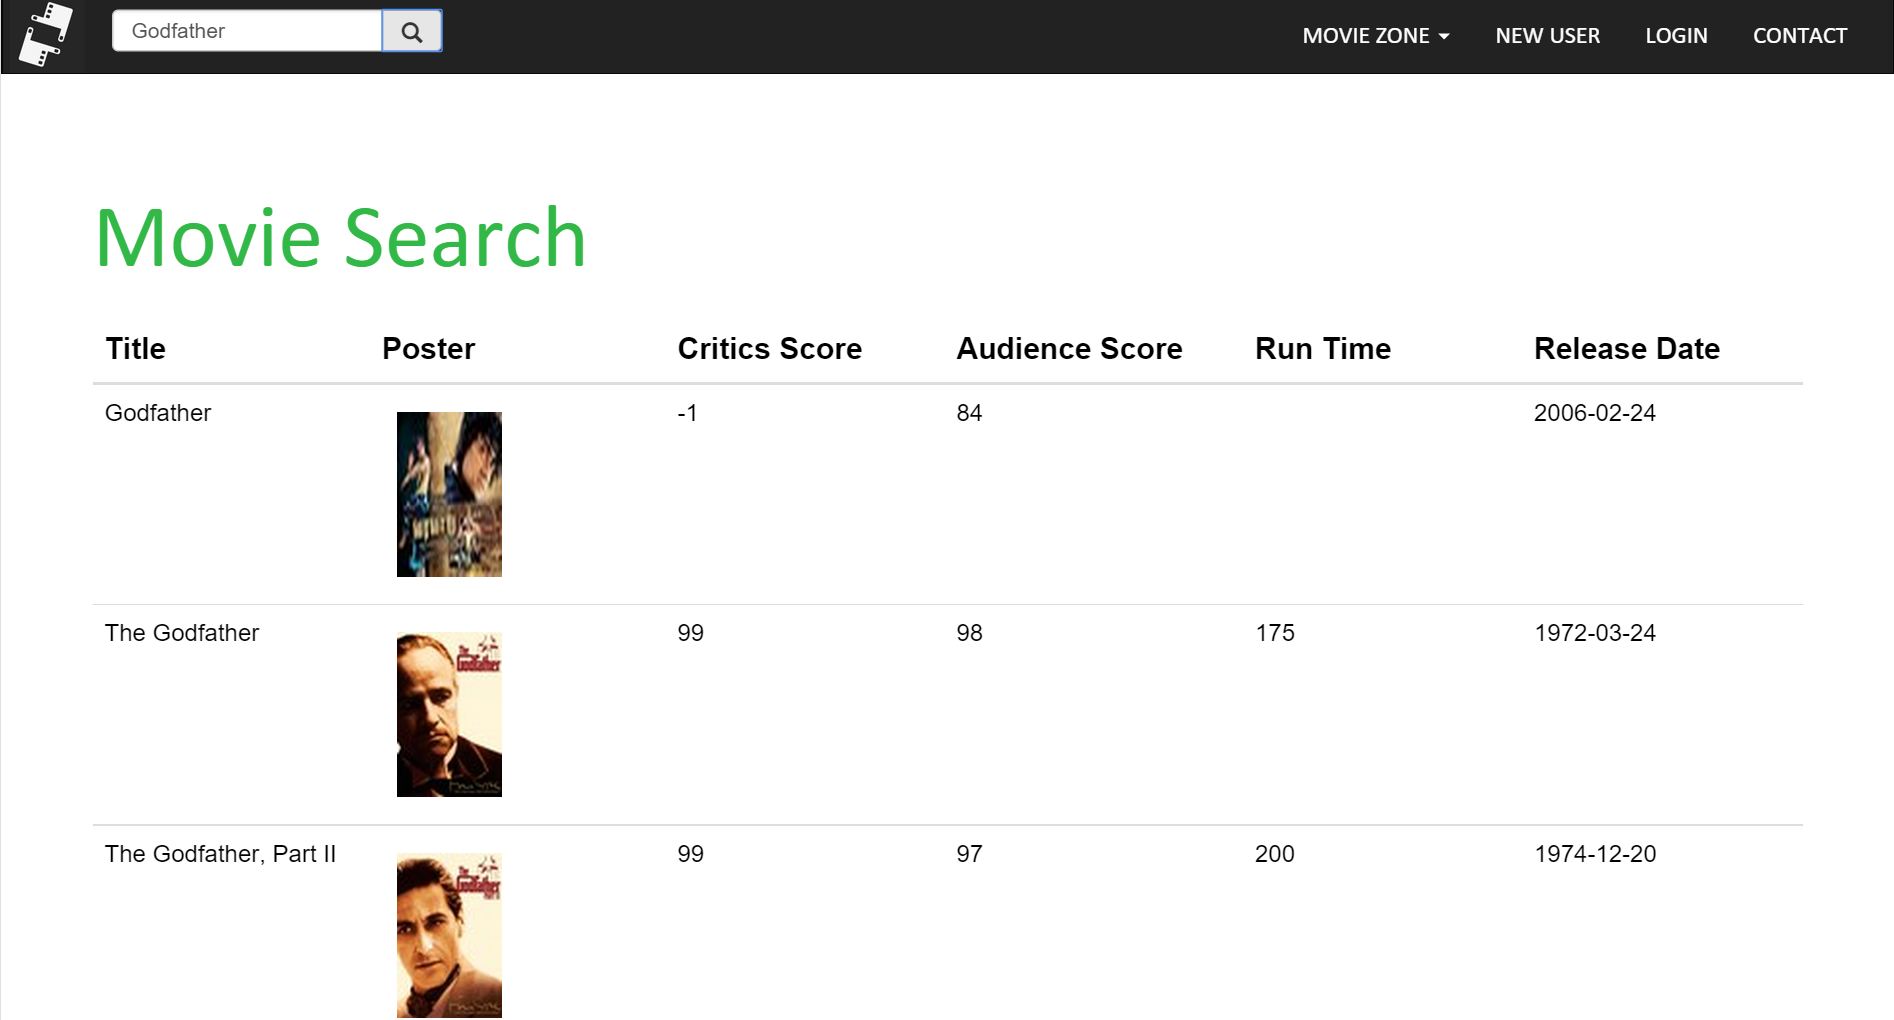 Godfather
MOVIE ZONE NEW USER LOGIN CONTACT
Movie Search
Title Poster Critics Score Audience Score Run Time Release Date
Godfather -1 84 2006-02-24
The Godfather 99 98 175 1972-03-24
The
Godfather
The Godfather, Part II 99 97 200 1974-12-20
The
Godfather
PART II